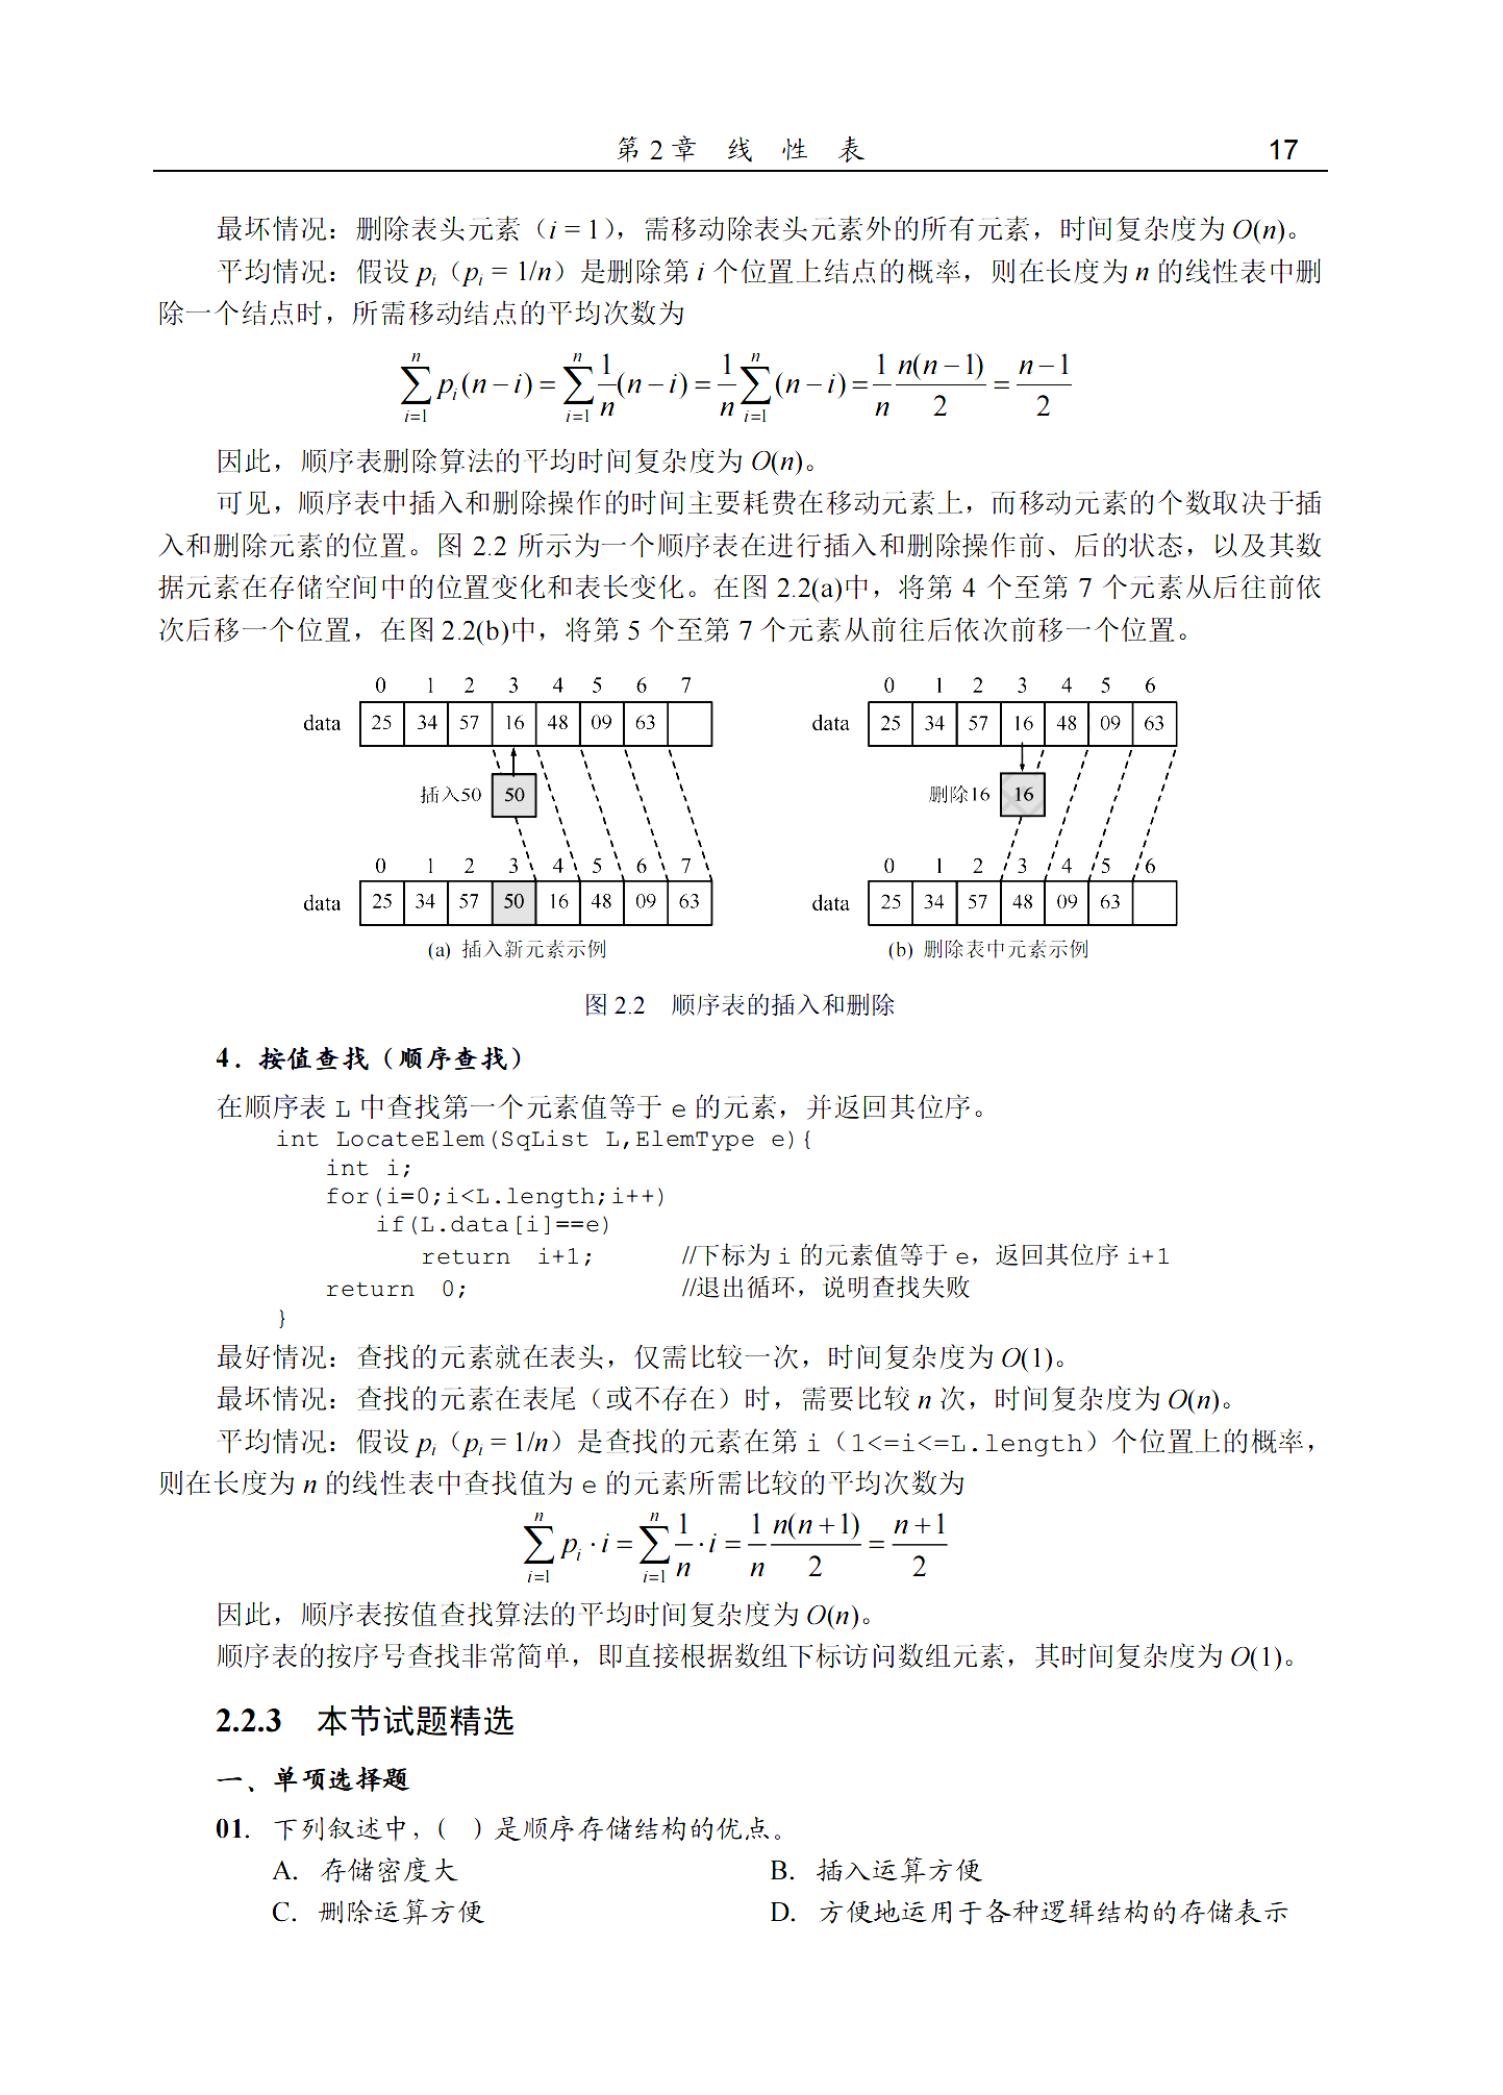 第 2 章 线 性 表 17
最坏情况：删除表头元素（i = 1），需移动除表头元素外的所有元素，时间复杂度为 O(n)。
平均情况：假设 pᵢ（pᵢ = 1/n）是删除第 i 个位置上结点的概率，则在长度为 n 的线性表中删
除一个结点时，所需移动结点的平均次数为
\sum_{i=1}^{n} p_i(n-i) = \sum_{i=1}^{n} \frac{1}{n}(n-i) = \frac{1}{n}\sum_{i=1}^{n}(n-i) = \frac{1}{n}\frac{n(n-1)}{2} = \frac{n-1}{2}
因此，顺序表删除算法的平均时间复杂度为 O(n)。
可见，顺序表中插入和删除操作的时间主要耗费在移动元素上，而移动元素的个数取决于插
入和删除元素的位置。图 2.2 所示为一个顺序表在进行插入和删除操作前、后的状态，以及其数
据元素在存储空间中的位置变化和表长变化。在图 2.2(a)中，将第 4 个至第 7 个元素从后往前依
次后移一个位置，在图 2.2(b)中，将第 5 个至第 7 个元素从前往后依次前移一个位置。
0 1 2 3 4 5 6 7
data 25 34 57 16 48 09 63
插入50 50
0 1 2 3 4 5 6 7
data 25 34 57 50 16 48 09 63
(a) 插入新元素示例
0 1 2 3 4 5 6
data 25 34 57 16 48 09 63
删除16 16
0 1 2 3 4 5 6
data 25 34 57 48 09 63
(b) 删除表中元素示例
图 2.2 顺序表的插入和删除
4．按值查找（顺序查找）
在顺序表 L 中查找第一个元素值等于 e 的元素，并返回其位序。
int LocateElem(SqList L,ElemType e){
int i;
for(i=0;i<L.length;i++)
if(L.data[i]==e)
return i+1; //下标为 i 的元素值等于 e，返回其位序 i+1
return 0; //退出循环，说明查找失败
}
最好情况：查找的元素就在表头，仅需比较一次，时间复杂度为 O(1)。
最坏情况：查找的元素在表尾（或不存在）时，需要比较 n 次，时间复杂度为 O(n)。
平均情况：假设 pᵢ（pᵢ = 1/n）是查找的元素在第 i（1<=i<=L.length）个位置上的概率，
则在长度为 n 的线性表中查找值为 e 的元素所需比较的平均次数为
\sum_{i=1}^{n} p_i \cdot i = \sum_{i=1}^{n} \frac{1}{n} \cdot i = \frac{1}{n}\frac{n(n+1)}{2} = \frac{n+1}{2}
因此，顺序表按值查找算法的平均时间复杂度为 O(n)。
顺序表的按序号查找非常简单，即直接根据数组下标访问数组元素，其时间复杂度为 O(1)。
2.2.3 本节试题精选
一、单项选择题
01. 下列叙述中，( ）是顺序存储结构的优点。
A. 存储密度大 B. 插入运算方便
C. 删除运算方便 D. 方便地运用于各种逻辑结构的存储表示